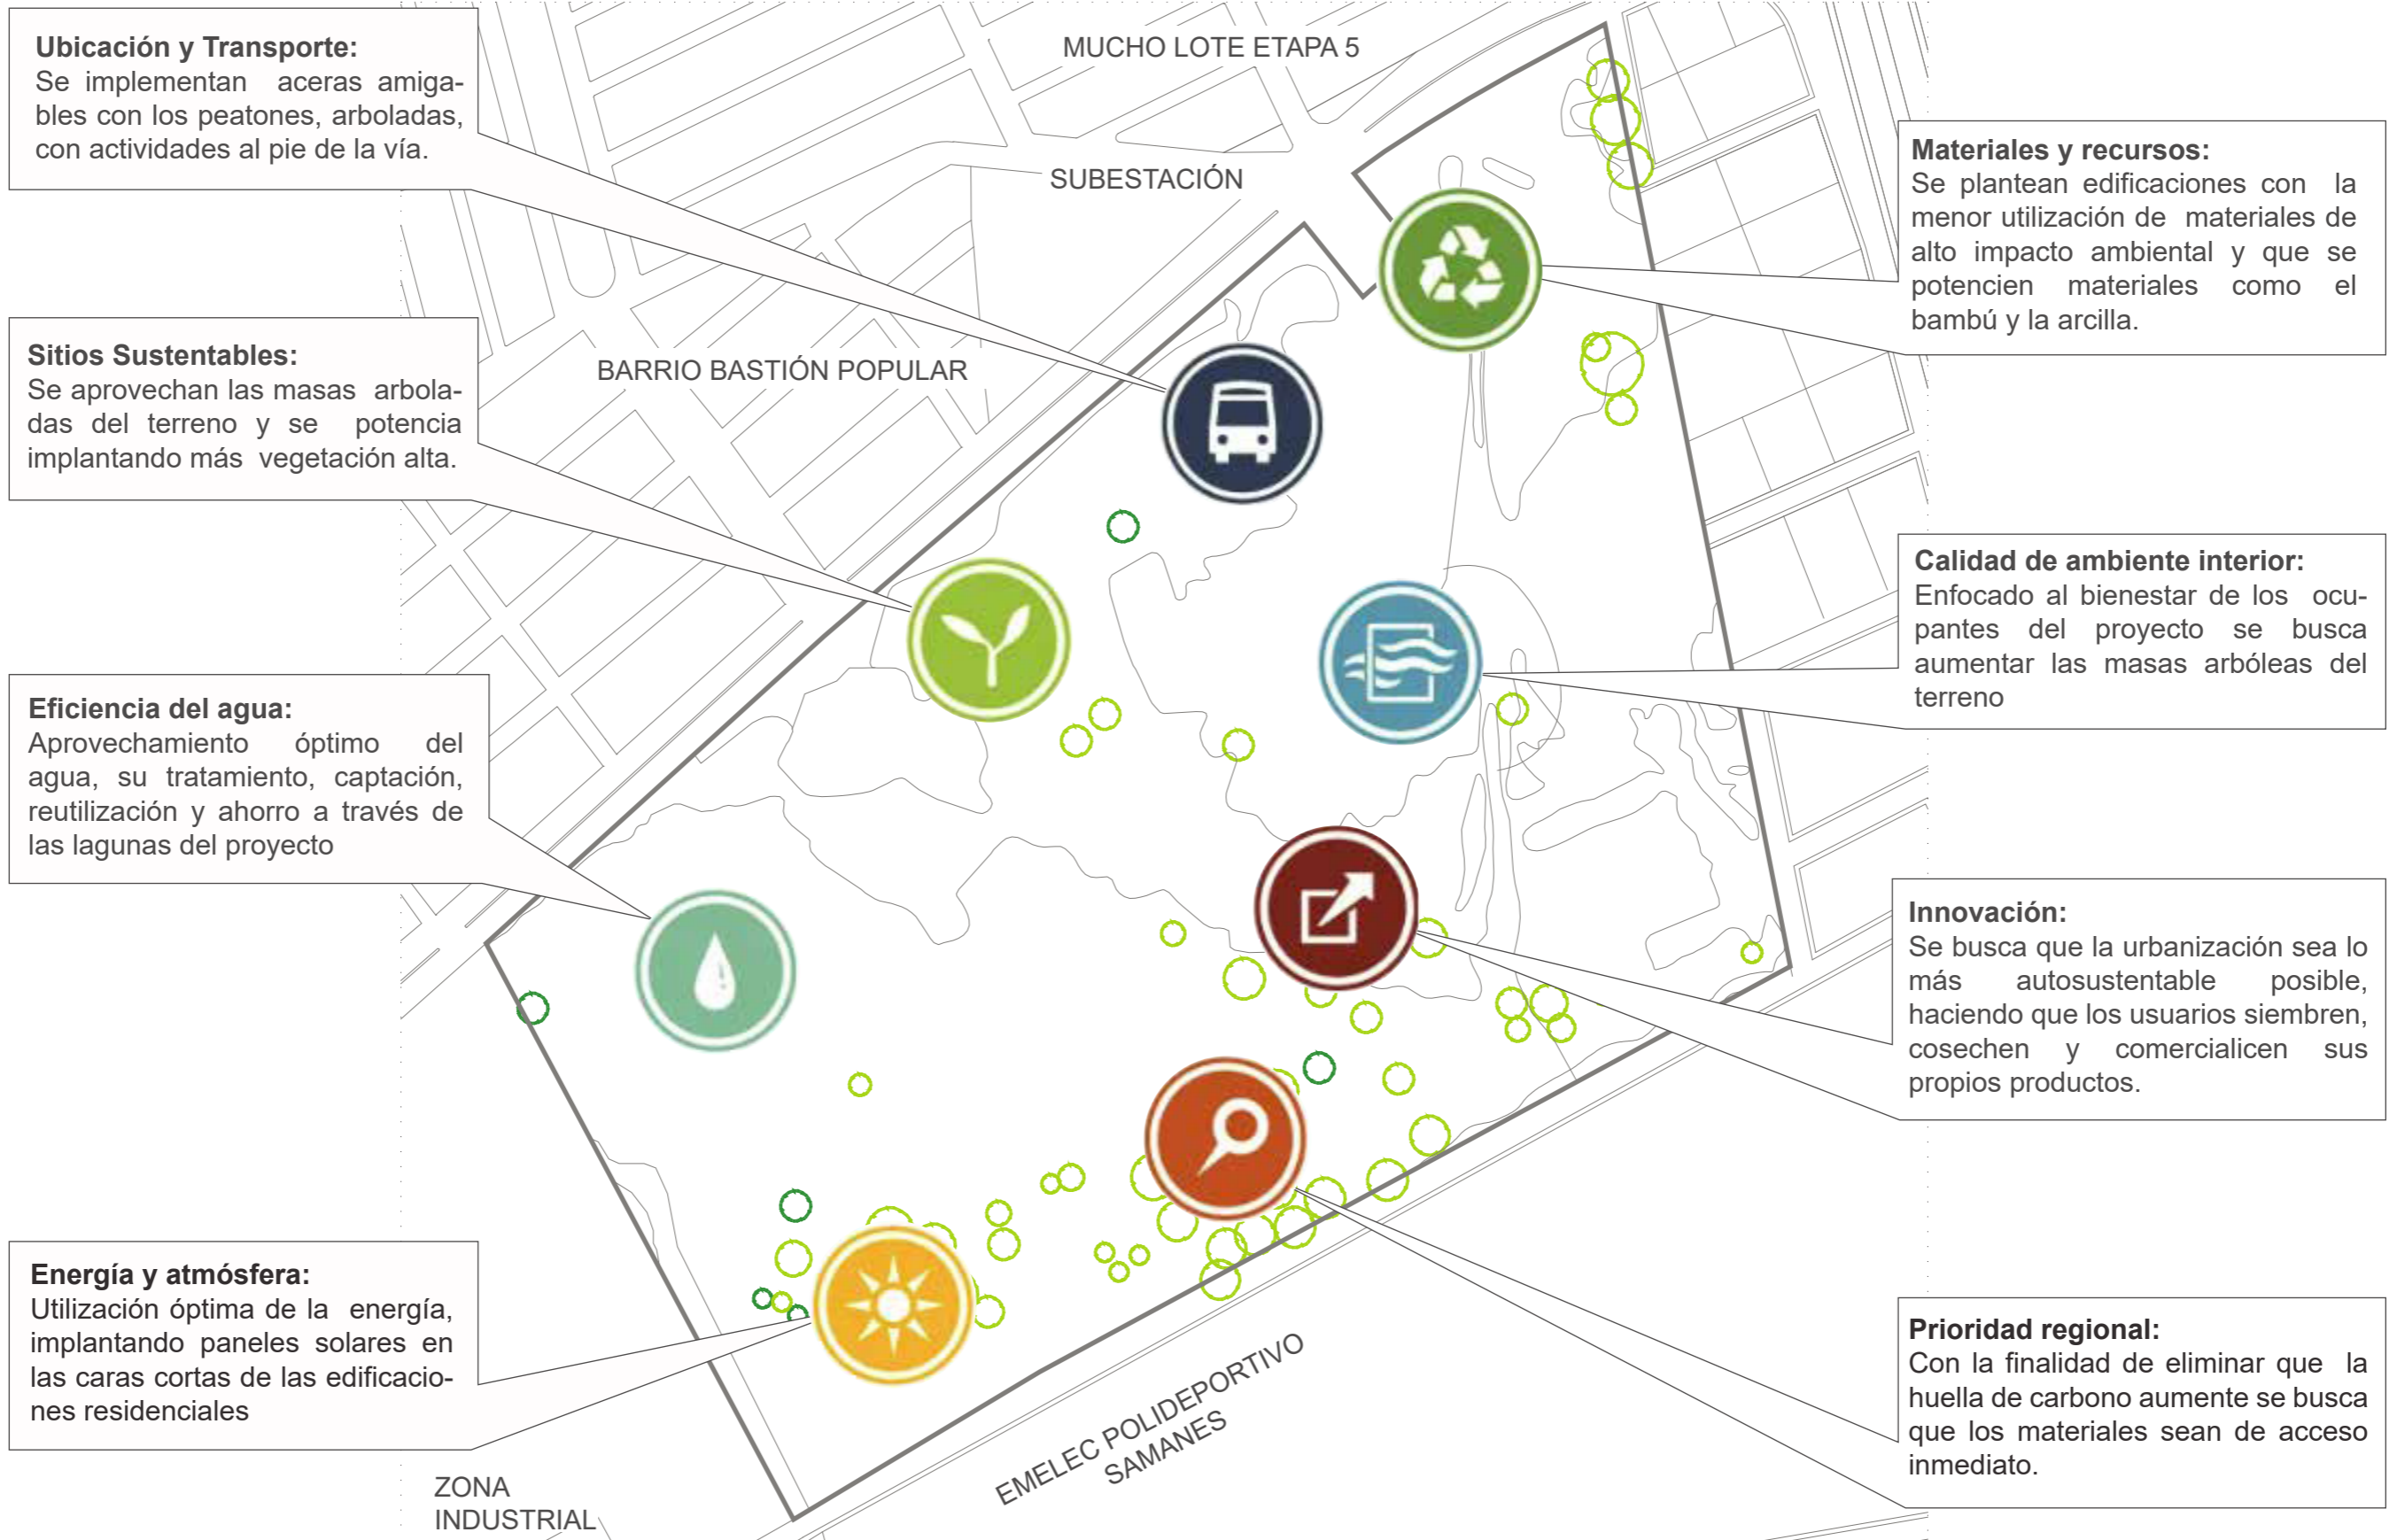 Ubicación y Transporte:
Se implementan aceras amiga-
bles con los peatones, arboladas,
con actividades al pie de la vía.
Sitios Sustentables:
Se aprovechan las masas arbola-
das del terreno y se potencia
implantando más vegetación alta.
Eficiencia del agua:
Aprovechamiento óptimo del
agua, su tratamiento, captación,
reutilización y ahorro a través de
las lagunas del proyecto
Energía y atmósfera:
Utilización óptima de la energía,
implantando paneles solares en
las caras cortas de las edificacio-
nes residenciales
MUCHO LOTE ETAPA 5
SUBESTACIÓN
BARRIO BASTIÓN POPULAR
EMELEC POLIDEPORTIVO
SAMANES
ZONA
INDUSTRIAL
Materiales y recursos:
Se plantean edificaciones con la
menor utilización de materiales de
alto impacto ambiental y que se
potencien materiales como el
bambú y la arcilla.
Calidad de ambiente interior:
Enfocado al bienestar de los ocu-
pantes del proyecto se busca
aumentar las masas arbóleas del
terreno
Innovación:
Se busca que la urbanización sea lo
más autosustentable posible,
haciendo que los usuarios siembren,
cosechen y comercialicen sus
propios productos.
Prioridad regional:
Con la finalidad de eliminar que la
huella de carbono aumente se busca
que los materiales sean de acceso
inmediato.